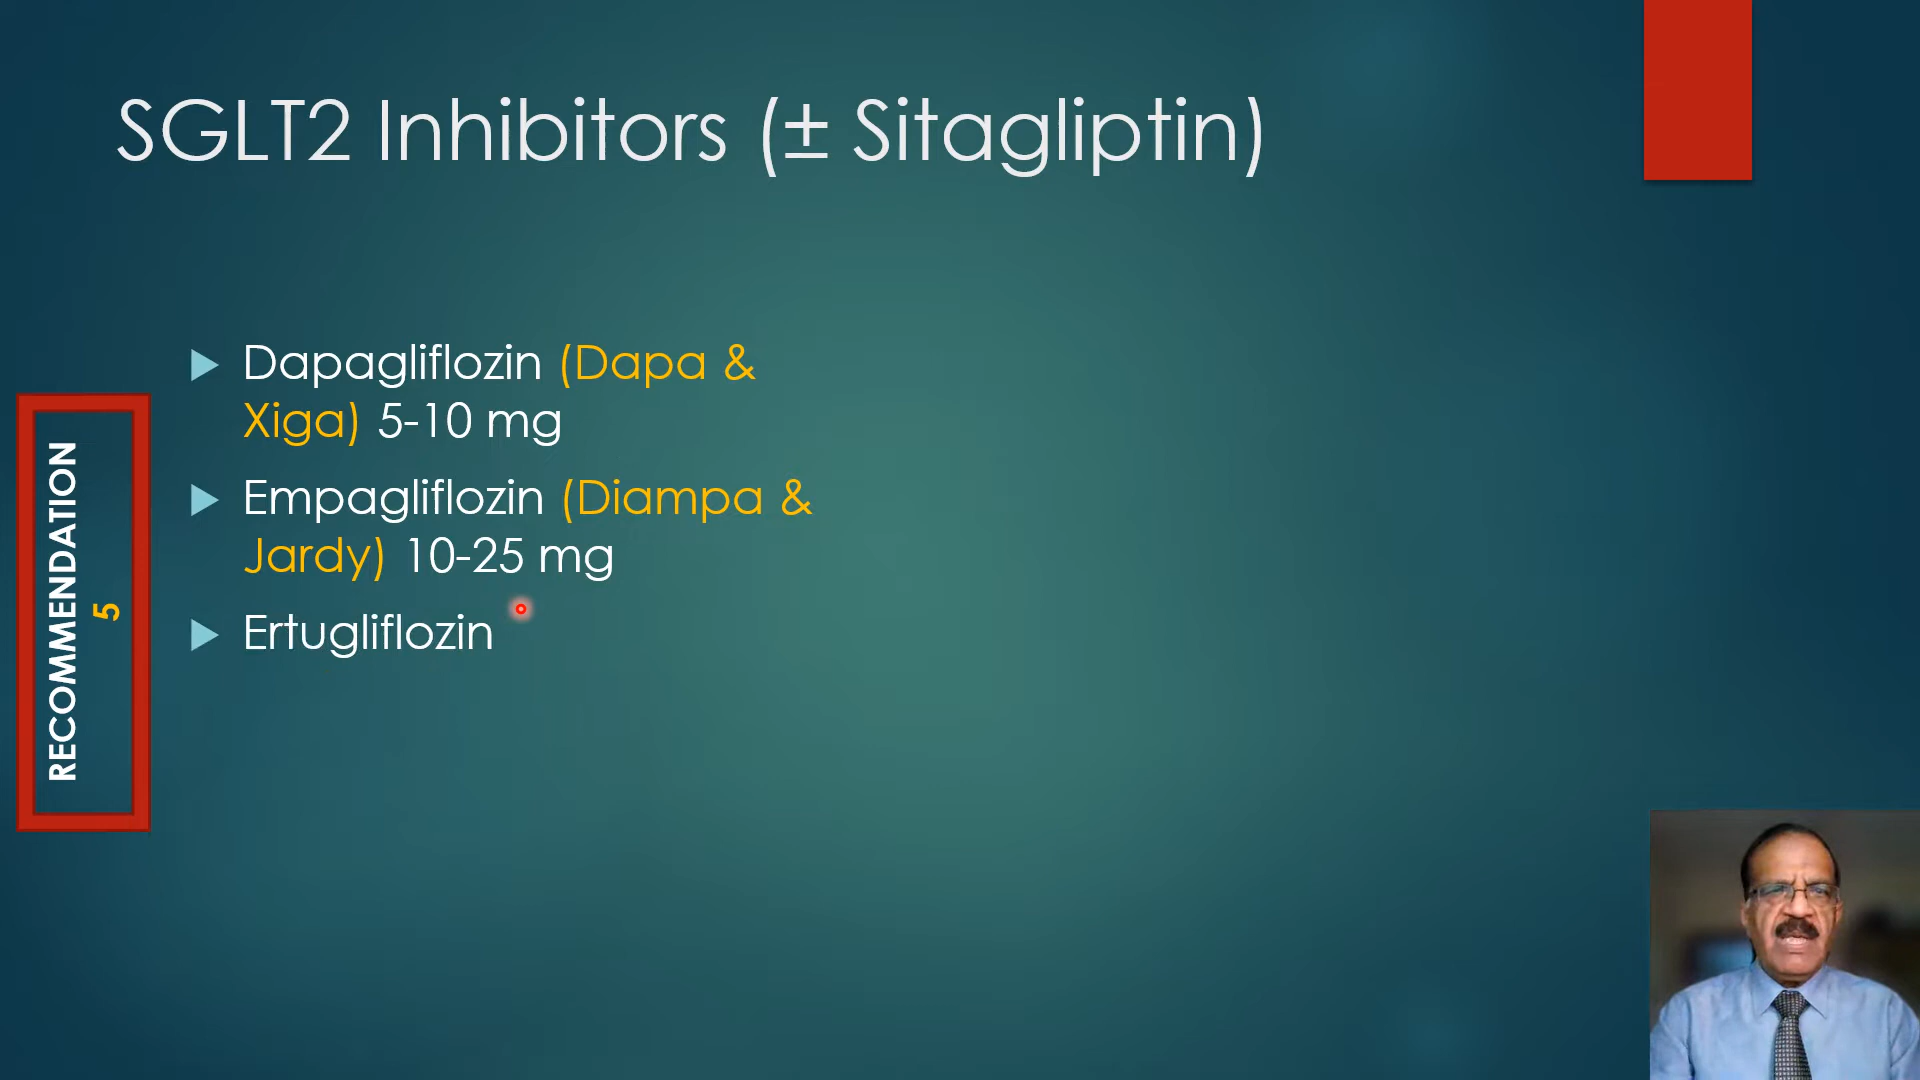 SGLT2 Inhibitors (± Sitagliptin)
Dapagliflozin (Dapa &
Xiga) 5-10 mg
Empagliflozin (Diampa &
Jardy) 10-25 mg
Ertugliflozin
RECOMMENDATION
5